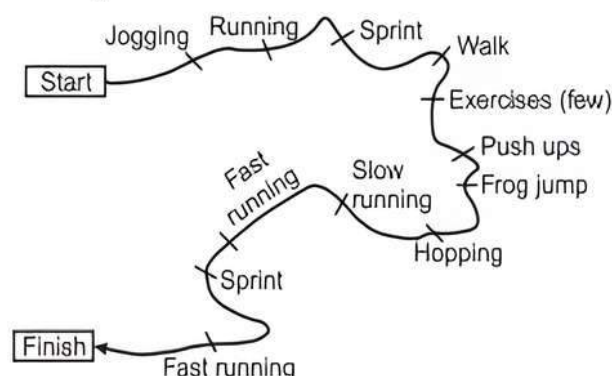 Start
Jogging
Running
Sprint
Walk
Exercises (few)
Push ups
Frog jump
Hopping
Slow
running
Fast
running
Sprint
Fast running
Finish